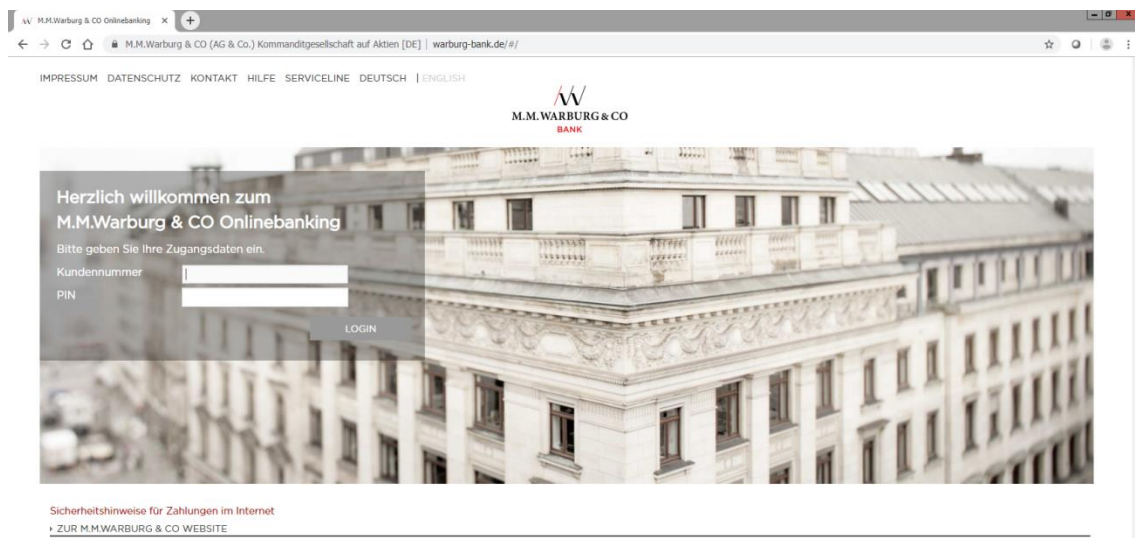 M.M.Warburg & CO Onlinebanking
M.M.Warburg & CO (AG & Co.) Kommanditgesellschaft auf Aktien [DE] | warburg-bank.de/#/
IMPRESSUM DATENSCHUTZ KONTAKT HILFE SERVICELINE DEUTSCH | ENGLISH
M.M.WARBURG & CO
BANK
Herzlich willkommen zum
M.M.Warburg & CO Onlinebanking
Bitte geben Sie Ihre Zugangsdaten ein.
Kundennummer
PIN
LOGIN
Sicherheitshinweise für Zahlungen im Internet
ZUR M.M.WARBURG & CO WEBSITE